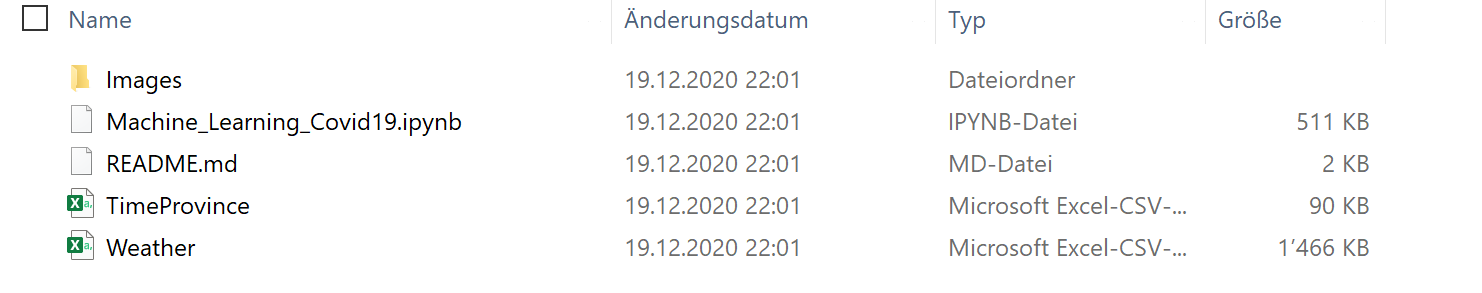 Name Änderungsdatum Typ Größe
Images 19.12.2020 22:01 Dateiordner
Machine_Learning_Covid19.ipynb 19.12.2020 22:01 IPYNB-Datei 511 KB
README.md 19.12.2020 22:01 MD-Datei 2 KB
TimeProvince 19.12.2020 22:01 Microsoft Excel-CSV-... 90 KB
Weather 19.12.2020 22:01 Microsoft Excel-CSV-... 1’466 KB